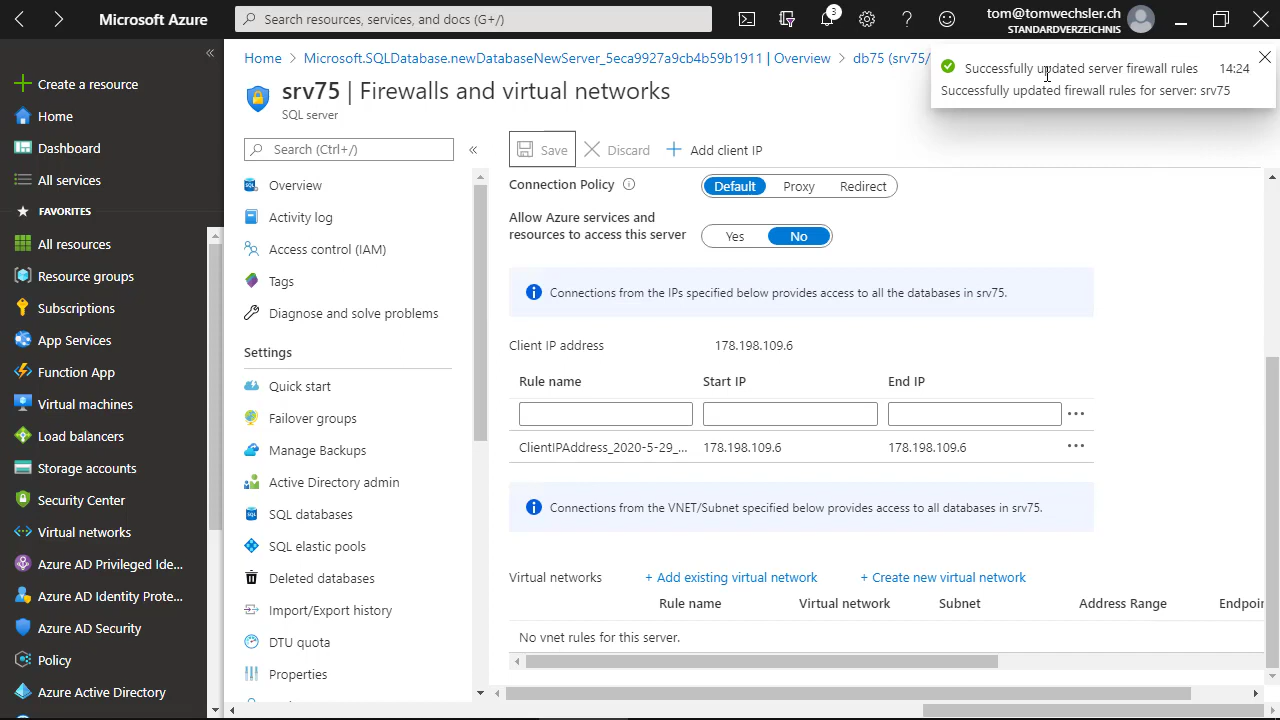 Microsoft Azure
Search resources, services, and docs (G+/)
3
tom@tomwechsler.ch
STANDARDVERZEICHNIS
Create a resource
Home
Dashboard
All services
FAVORITES
All resources
Resource groups
Subscriptions
App Services
Function App
Virtual machines
Load balancers
Storage accounts
Security Center
Virtual networks
Azure AD Privileged Ide...
Azure AD Identity Prote...
Azure AD Security
Policy
Azure Active Directory
Home > Microsoft.SQLDatabase.newDatabaseNewServer_5eca9927a9cb4b59b1911 | Overview > db75 (srv75/
Successfully updated server firewall rules 14:24
Successfully updated firewall rules for server: srv75
srv75 | Firewalls and virtual networks
SQL server
Search (Ctrl+/)
Overview
Activity log
Access control (IAM)
Tags
Diagnose and solve problems
Settings
Quick start
Failover groups
Manage Backups
Active Directory admin
SQL databases
SQL elastic pools
Deleted databases
Import/Export history
DTU quota
Properties
Save Discard Add client IP
Connection Policy Default Proxy Redirect
Allow Azure services and
resources to access this server Yes No
Connections from the IPs specified below provides access to all the databases in srv75.
Client IP address 178.198.109.6
Rule name Start IP End IP
ClientIPAddress_2020-5-29_... 178.198.109.6 178.198.109.6
Connections from the VNET/Subnet specified below provides access to all databases in srv75.
Virtual networks + Add existing virtual network + Create new virtual network
Rule name Virtual network Subnet Address Range Endpoin
No vnet rules for this server.